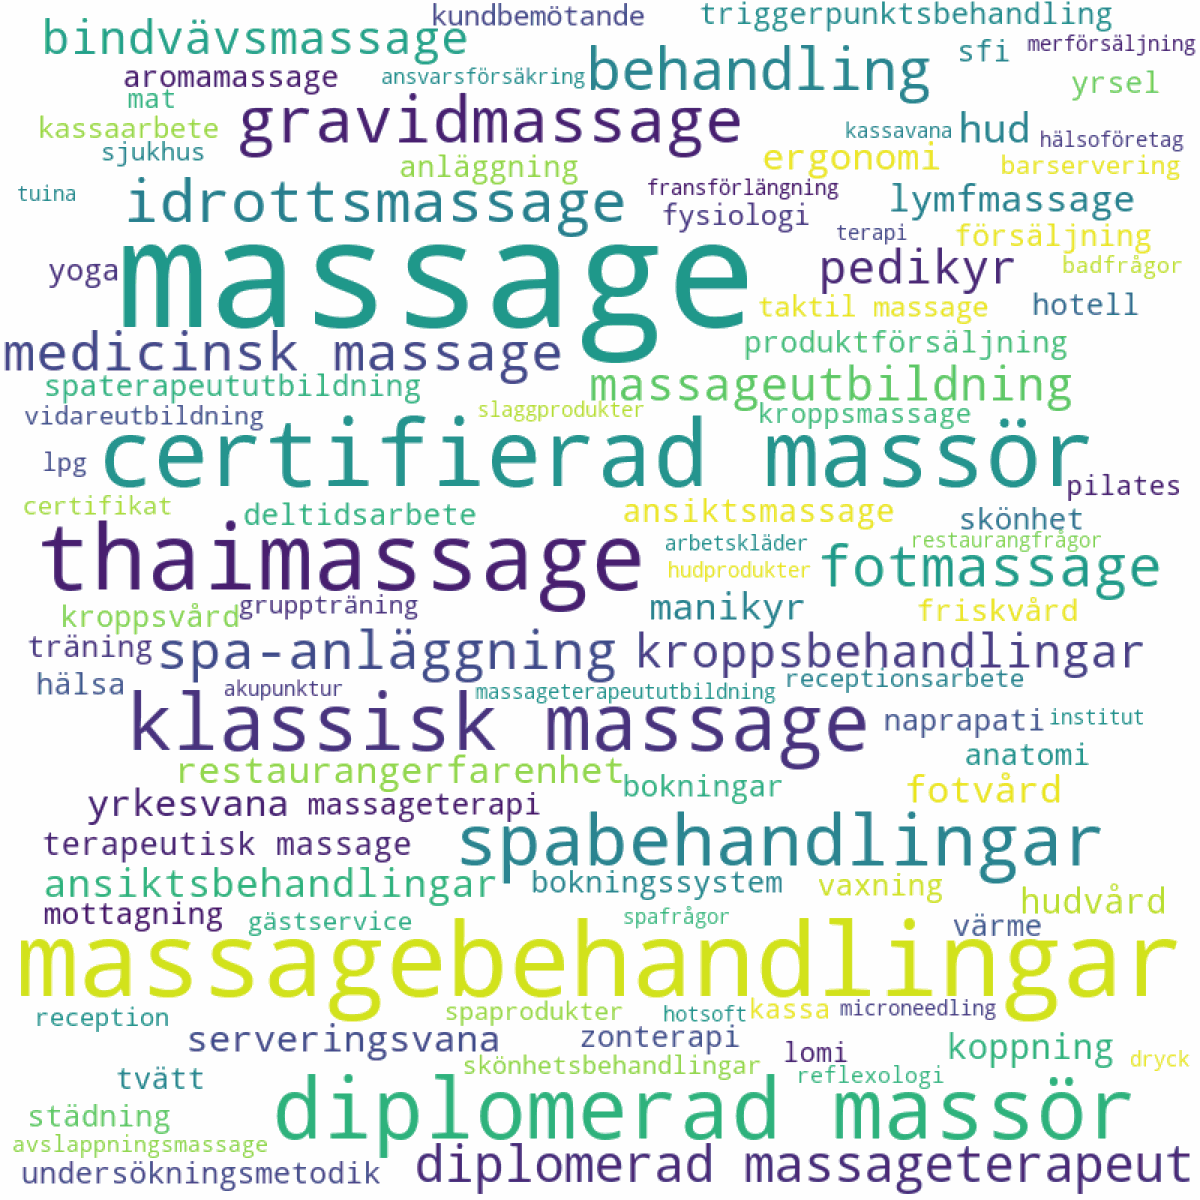 kundbemötande
triggerpunktsbehandling
bindvävsmassage
sfi
merförsäljning
aromamassage
ansvarsförsäkring
behandling
yrsel
mat
gravidmassage
kassaarbete
kassavana
hud
hälsoföretag
sjukhus
anläggning
ergonomi
barservering
tuina
idrottsmassage
fransförlängning
lymfmassage
fysiologi
terapi
försäljning
yoga
massage
pedikyr
badfrågor
taktil massage
hotell
medicinsk massage
produktförsäljning
spaterapeututbildning
massageutbildning
vidareutbildning
slaggprodukter
kroppsmassage
certifierad massör
lpg
pilates
certifikat
deltidsarbete
ansiktsmassage
skönhet
thaimassage
arbetskläder
restaurangfrågor
hudprodukter
fotmassage
kroppsvård
gruppträning
manikyr
friskvård
träning
spa-anläggning
kroppsbehandlingar
hälsa
akupunktur
massageterapeututbildning
receptionsarbete
klassisk massage
naprapati
institut
anatomi
restaurangerfarenhet
bokningar
fotvård
yrkesvana
massageterapi
terapeutisk massage
spabehandlingar
ansiktsbehandlingar
bokningssystem
vaxning
hudvård
mottagning
gästservice
spafrågor
värme
massagebehandlingar
reception
spaprodukter
hotsoft
kassa
microneedling
serveringsvana
zonterapi
lomi
koppning
dryck
tvätt
skönhetsbehandlingar
reflexologi
städning
diplomerad massör
avslappningsmassage
undersökningsmetodik
diplomerad massageterapeut